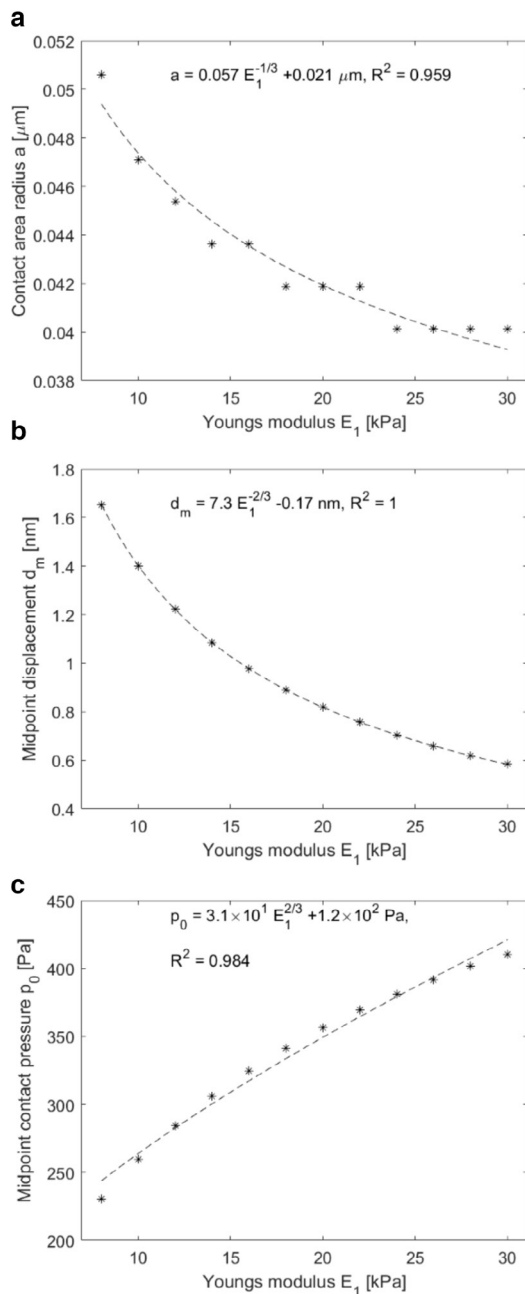 a
0.052
0.05
0.048
0.046
0.044
0.042
0.04
0.038
Contact area radius a [μm]
a = 0.057 E₁^-1/3 +0.021 μm, R² = 0.959
10
15
20
25
30
Youngs modulus E₁ [kPa]
b
1.8
1.6
1.4
1.2
1
0.8
0.6
0.4
Midpoint displacement d_m [nm]
d_m = 7.3 E₁^-2/3 -0.17 nm, R² = 1
10
15
20
25
30
Youngs modulus E₁ [kPa]
c
450
400
350
300
250
200
Midpoint contact pressure p₀ [Pa]
p₀ = 3.1×10¹ E₁^2/3 +1.2×10² Pa,
R² = 0.984
10
15
20
25
30
Youngs modulus E₁ [kPa]